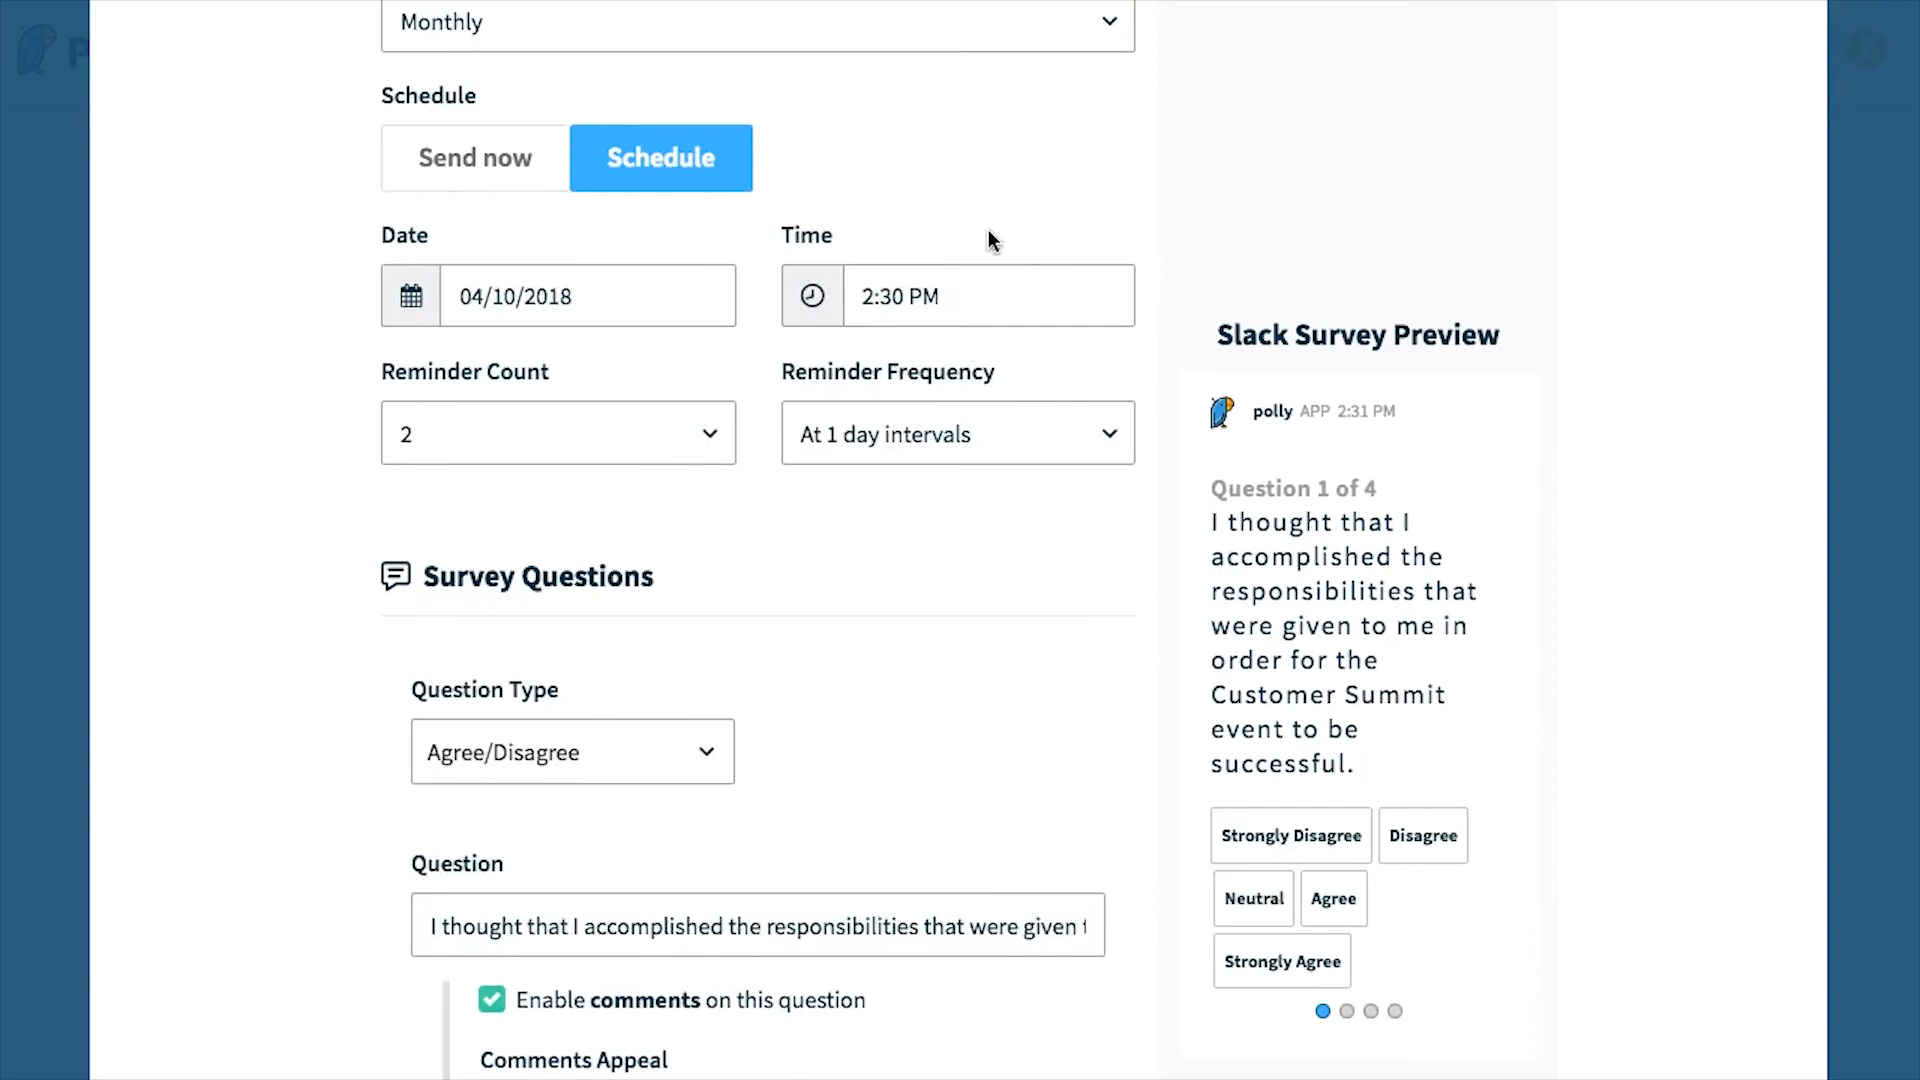 Monthly
Schedule
Send now Schedule
Date Time
04/10/2018 2:30 PM
Reminder Count Reminder Frequency
2 At 1 day intervals
Survey Questions
Question Type
Agree/Disagree
Question
I thought that I accomplished the responsibilities that were given
Enable comments on this question
Comments Appeal
Slack Survey Preview
polly APP 2:31 PM
Question 1 of 4
I thought that I
accomplished the
responsibilities that
were given to me in
order for the
Customer Summit
event to be
successful.
Strongly Disagree Disagree
Neutral Agree
Strongly Agree